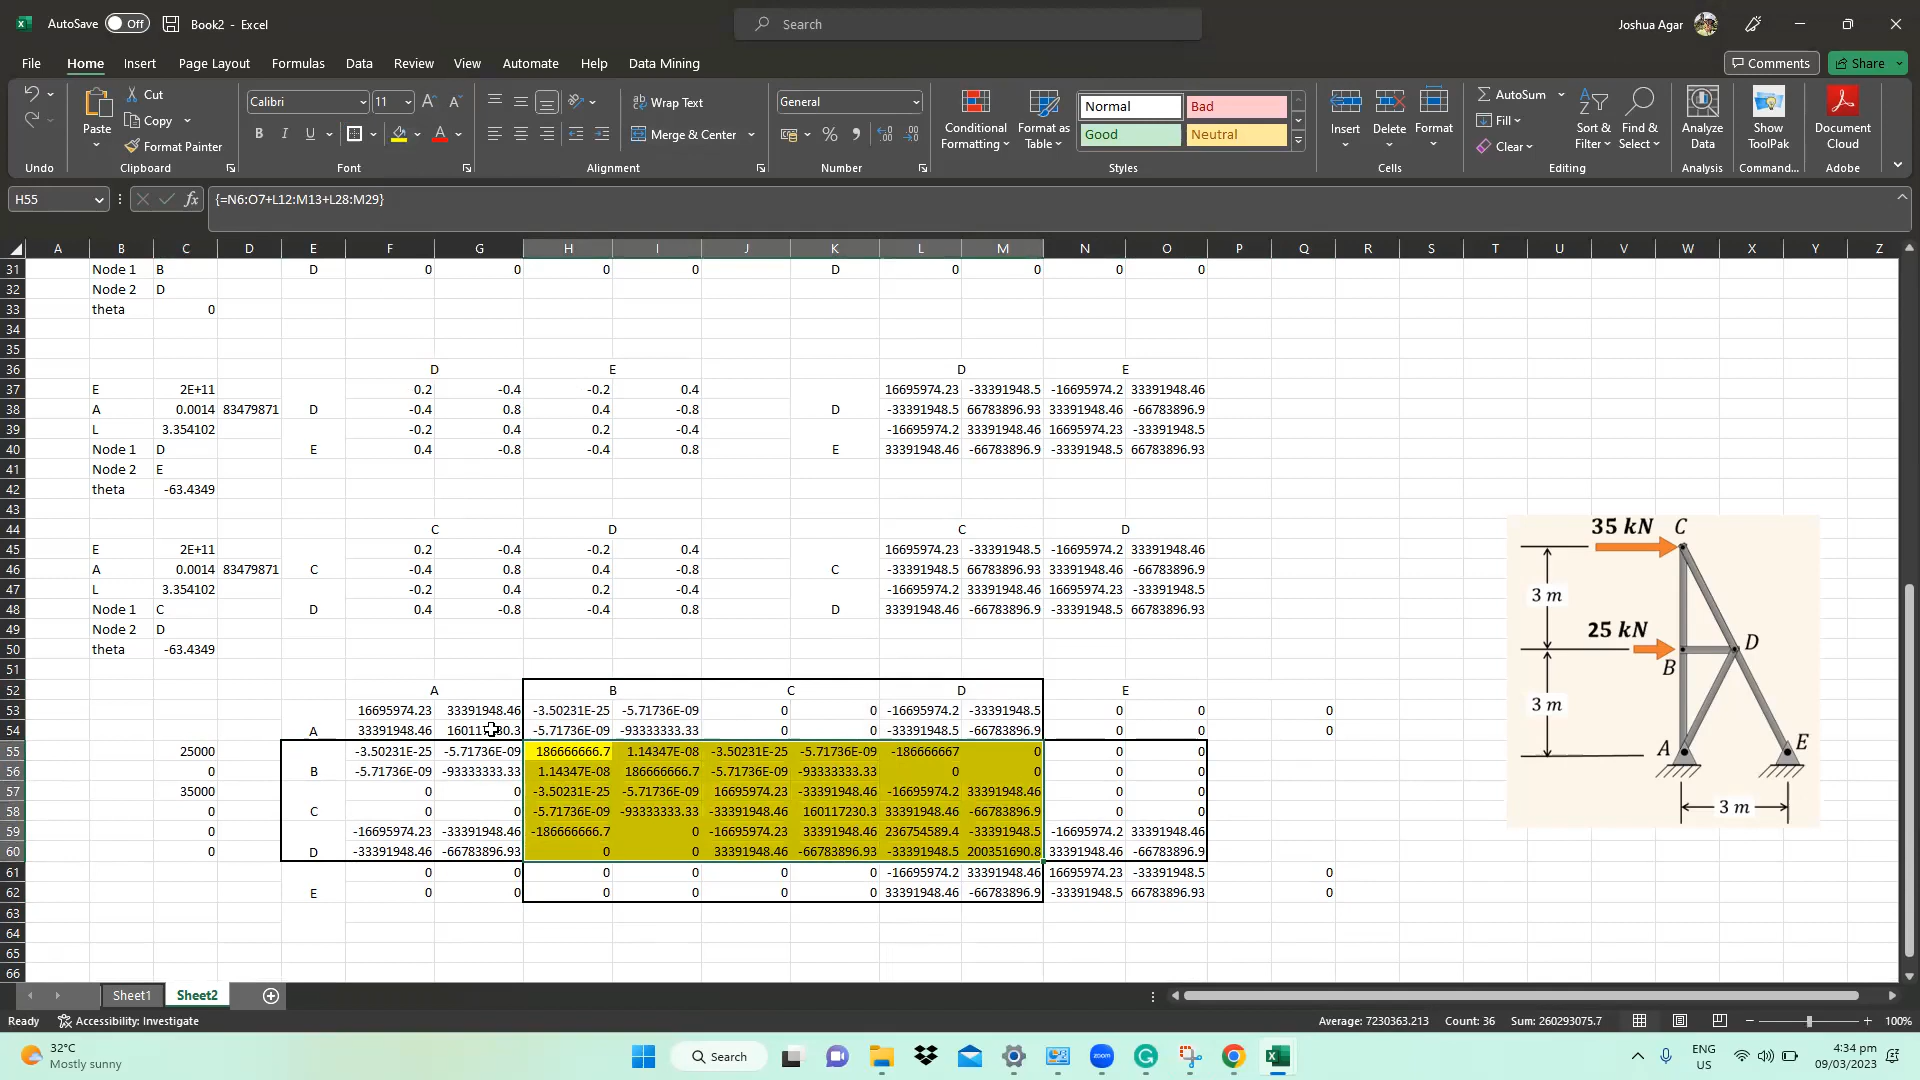 AutoSave Off Book2 - Excel Search Joshua Agar
File Home Insert Page Layout Formulas Data Review View Automate Help Data Mining Comments Share
Cut Calibri 11 Wrap Text General Normal Bad AutoSum
Paste Copy Conditional Formatting Format as Table Insert Delete Format Fill Sort & Filter Find & Select Analyze Data Show ToolPak Document Cloud
Format Painter B I U Merge & Center Good Neutral Clear
Undo Clipboard Font Alignment Number Styles Cells Editing Analysis Command... Adobe
H55 fx {=N6:O7+L12:M13+L28:M29}
A B C D E F G H I J K L M N O P Q R S T U V W X Y Z
31 Node 1 B D 0 0 0 0 D 0 0 0 0
32 Node 2 D
33 theta 0
34
35
36 D E D E
37 E 2E+11 0.2 -0.4 -0.2 0.4 16695974.23 -33391948.5 -16695974.2 33391948.46
38 A 0.0014 83479871 D -0.4 0.8 0.4 -0.8 D -33391948.5 66783896.93 33391948.46 -66783896.9
39 L 3.354102 -0.2 0.4 0.2 -0.4 -16695974.2 33391948.46 16695974.23 -33391948.5
40 Node 1 D E 0.4 -0.8 -0.4 0.8 E 33391948.46 -66783896.9 -33391948.5 66783896.93
41 Node 2 E
42 theta -63.4349
43
44 C D C D
45 E 2E+11 0.2 -0.4 -0.2 0.4 16695974.23 -33391948.5 -16695974.2 33391948.46
46 A 0.0014 83479871 C -0.4 0.8 0.4 -0.8 C -33391948.5 66783896.93 33391948.46 -66783896.9
47 L 3.354102 -0.2 0.4 0.2 -0.4 -16695974.2 33391948.46 16695974.23 -33391948.5
48 Node 1 C D 0.4 -0.8 -0.4 0.8 D 33391948.46 -66783896.9 -33391948.5 66783896.93
49 Node 2 D
50 theta -63.4349
51
52 A B C D E
53 16695974.23 33391948.46 -3.50231E-25 -5.71736E-09 0 0 -16695974.2 -33391948.5 0 0 0
54 A 33391948.46 -5.71736E-09 -93333333.33 0 0 -33391948.5 -66783896.9 0 0 0
55 25000 -3.50231E-25 -5.71736E-09 186666666.7 1.14347E-08 -3.50231E-25 -5.71736E-09 -186666667 0 0 0
56 0 B -5.71736E-09 -93333333.33 1.14347E-08 186666666.7 -5.71736E-09 -93333333.33 0 0 0 0
57 35000 0 0 -3.50231E-25 -5.71736E-09 16695974.23 -33391948.46 -16695974.2 33391948.46 0 0
58 0 C 0 0 -5.71736E-09 -93333333.33 -33391948.46 160117230.3 33391948.46 -66783896.9 0 0
59 0 -16695974.23 -33391948.46 -186666666.7 0 -16695974.23 33391948.46 236754589.4 -33391948.5 -16695974.2 33391948.46
60 0 D -33391948.46 -66783896.93 0 0 33391948.46 -66783896.93 -33391948.5 200351690.8 33391948.46 -66783896.9
61 0 0 0 0 0 0 -16695974.2 33391948.46 16695974.23 -33391948.5 0
62 E 0 0 0 0 0 0 33391948.46 -66783896.9 -33391948.5 66783896.93 0
63
64
65
66
35 kN C
3 m
25 kN
D
B
3 m
A
E
3 m
Sheet1 Sheet2
Ready Accessibility: Investigate Average: 7230363.213 Count: 36 Sum: 260293075.7 100%
32°C
Mostly sunny
Search
zoom
ENG
US
4:34 pm
09/03/2023